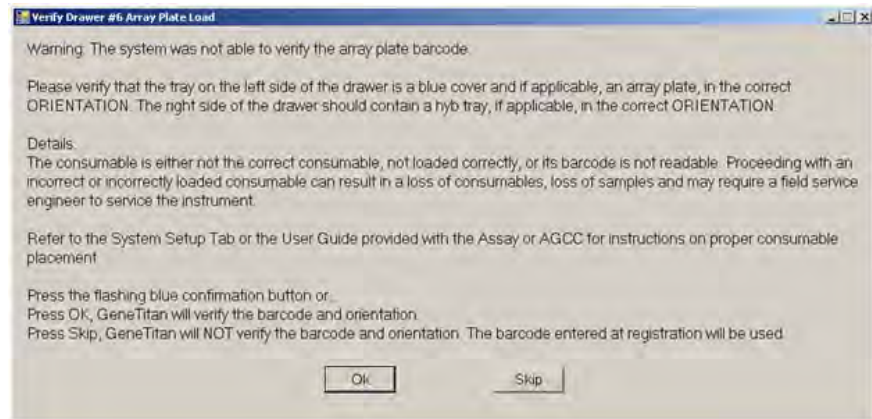 Verify Drawer #6 Array Plate Load
Warning: The system was not able to verify the array plate barcode.
Please verify that the tray on the left side of the drawer is a blue cover and if applicable, an array plate, in the correct
ORIENTATION. The right side of the drawer should contain a hyb tray, if applicable, in the correct ORIENTATION
Details:
The consumable is either not the correct consumable, not loaded correctly, or its barcode is not readable. Proceeding with an
incorrect or incorrectly loaded consumable can result in a loss of consumables, loss of samples and may require a field service
engineer to service the instrument.
Refer to the System Setup Tab or the User Guide provided with the Assay or AGCC for instructions on proper consumable
placement
Press the flashing blue confirmation button or...
Press OK, GeneTitan will verify the barcode and orientation.
Press Skip, GeneTitan will NOT verify the barcode and orientation. The barcode entered at registration will be used.
Ok
Skip